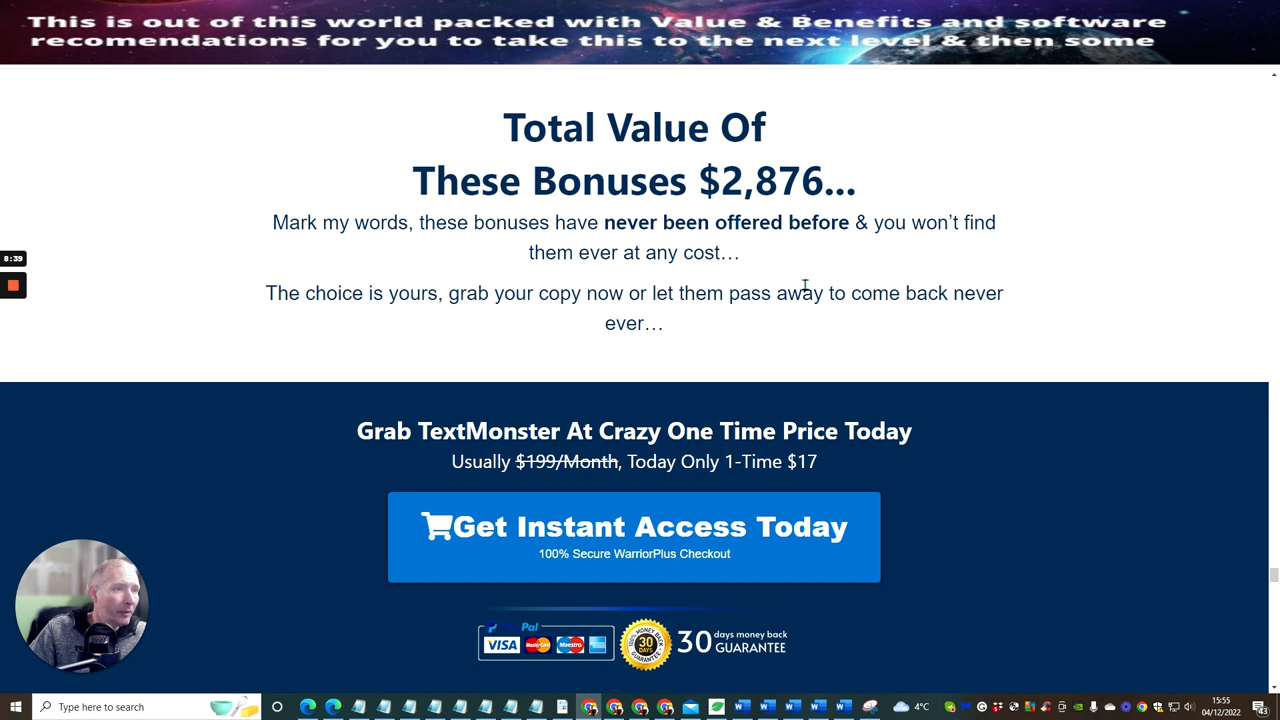 This is out of this world packed with Value & Benefits and software
recomendations for you to take this to the next level & then some
Total Value Of
These Bonuses $2,876...
Mark my words, these bonuses have never been offered before & you won’t find
them ever at any cost…
The choice is yours, grab your copy now or let them pass away to come back never
ever…
8:39
Grab TextMonster At Crazy One Time Price Today
Usually $199/Month, Today Only 1-Time $17
Get Instant Access Today
100% Secure WarriorPlus Checkout
PayPal
VISA MasterCard Maestro
30 days money back
GUARANTEE
Type here to search
4°C
15:55
04/12/2022